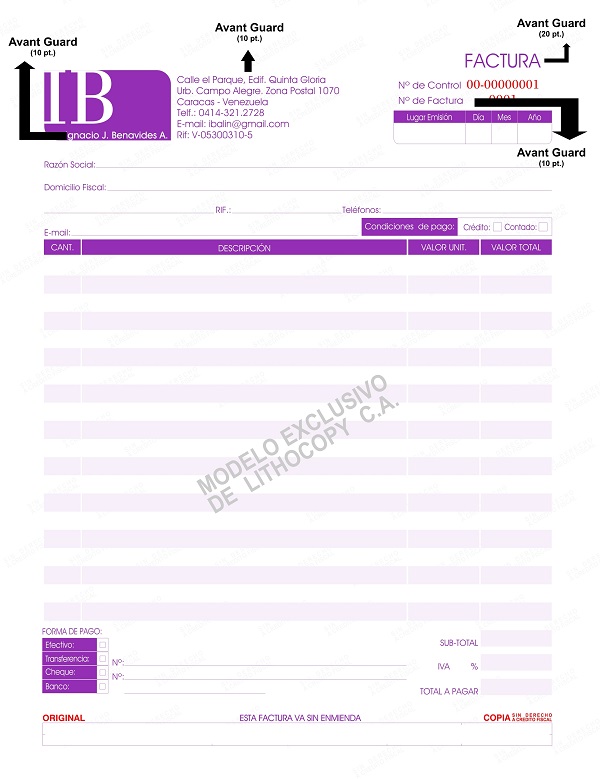 Avant Guard
(10 pt.)
Avant Guard
(10 pt.)
Avant Guard
(20 pt.)
FACTURA
IB
Ignacio J. Benavides A.
Calle el Parque, Edif. Quinta Gloria
Urb. Campo Alegre. Zona Postal 1070
Caracas - Venezuela
Telf.: 0414-321.2728
E-mail: ibalin@gmail.com
Rif: V-05300310-5
Nº de Control 00-00000001
Nº de Factura 0001
Lugar Emisión Día Mes Año
Avant Guard
(10 pt.)
Razón Social:
Domicilio Fiscal:
RIF.: Teléfonos:
E-mail: Condiciones de pago: Crédito: Contado:
CANT. DESCRIPCIÓN VALOR UNIT. VALOR TOTAL
MODELO EXCLUSIVO
DE LITHOCOPY C.A.
FORMA DE PAGO:
Efectivo:
Transferencia: Nº:
Cheque: Nº:
Banco:
SUB-TOTAL
IVA %
TOTAL A PAGAR
ORIGINAL ESTA FACTURA VA SIN ENMIENDA COPIA SIN DERECHO
A CREDITO FISCAL